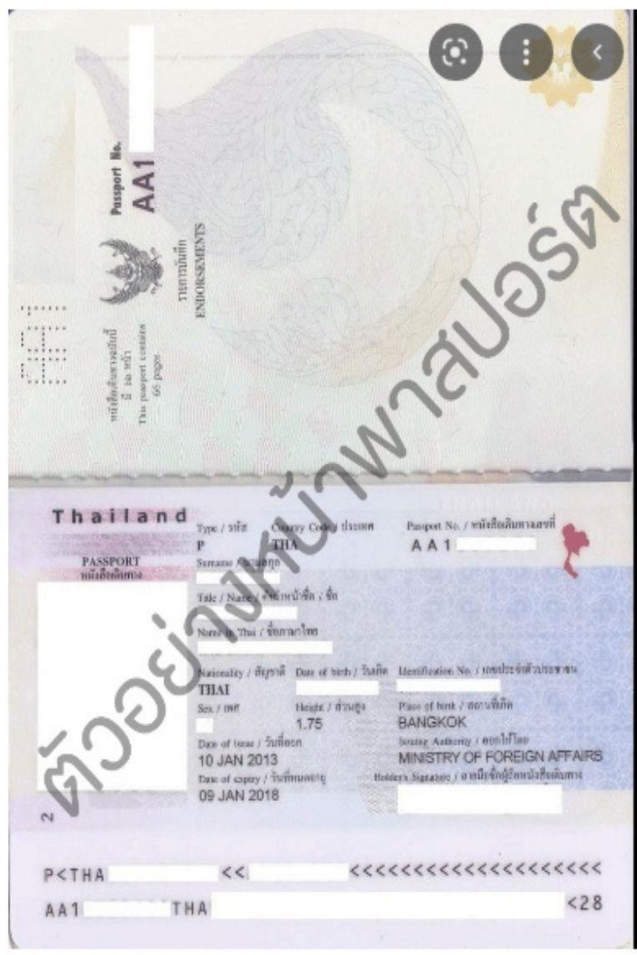 Passport No.
AA1
รายการบันทึก
ENDORSEMENTS
หนังสือเดินทางฉบับนี้
มี ๖๖ หน้า
This passport contains
66 pages
AA1
ตัวอย่างหน้าพาสปอร์ต
Thailand
PASSPORT
หนังสือเดินทาง
Type / รหัส Country Code / ประเทศ Passport No. / หนังสือเดินทางเลขที่
P THA AA1
Surname / นามสกุล
Title / Name / คำนำหน้าชื่อ / ชื่อ
Name in Thai / ชื่อภาษาไทย
Nationality / สัญชาติ Date of birth / วันเกิด Identification No. / เลขประจำตัวประชาชน
THAI
Sex / เพศ Height / ส่วนสูง Place of birth / สถานที่เกิด
1.75 BANGKOK
Date of issue / วันที่ออก Issuing Authority / ออกให้โดย
10 JAN 2013 MINISTRY OF FOREIGN AFFAIRS
Date of expiry / วันที่หมดอายุ Holder's Signature / ลายมือชื่อผู้ถือหนังสือเดินทาง
09 JAN 2018
2
P<THA << <<<<<<<<<<<<<<<<<<<<<
AA1 THA <28